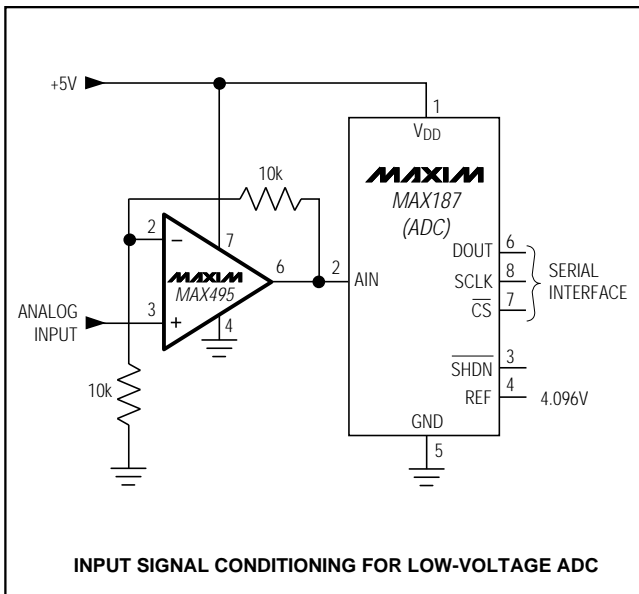 +5V
1
VDD
10k
MAXIM
MAX187
(ADC)
2
−
7
MAXIM
MAX495
6
2
AIN
DOUT
6
SCLK
8
CS
7
SERIAL
INTERFACE
ANALOG
INPUT
3
+
4
10k
SHDN
3
REF
4
4.096V
GND
5
INPUT SIGNAL CONDITIONING FOR LOW-VOLTAGE ADC